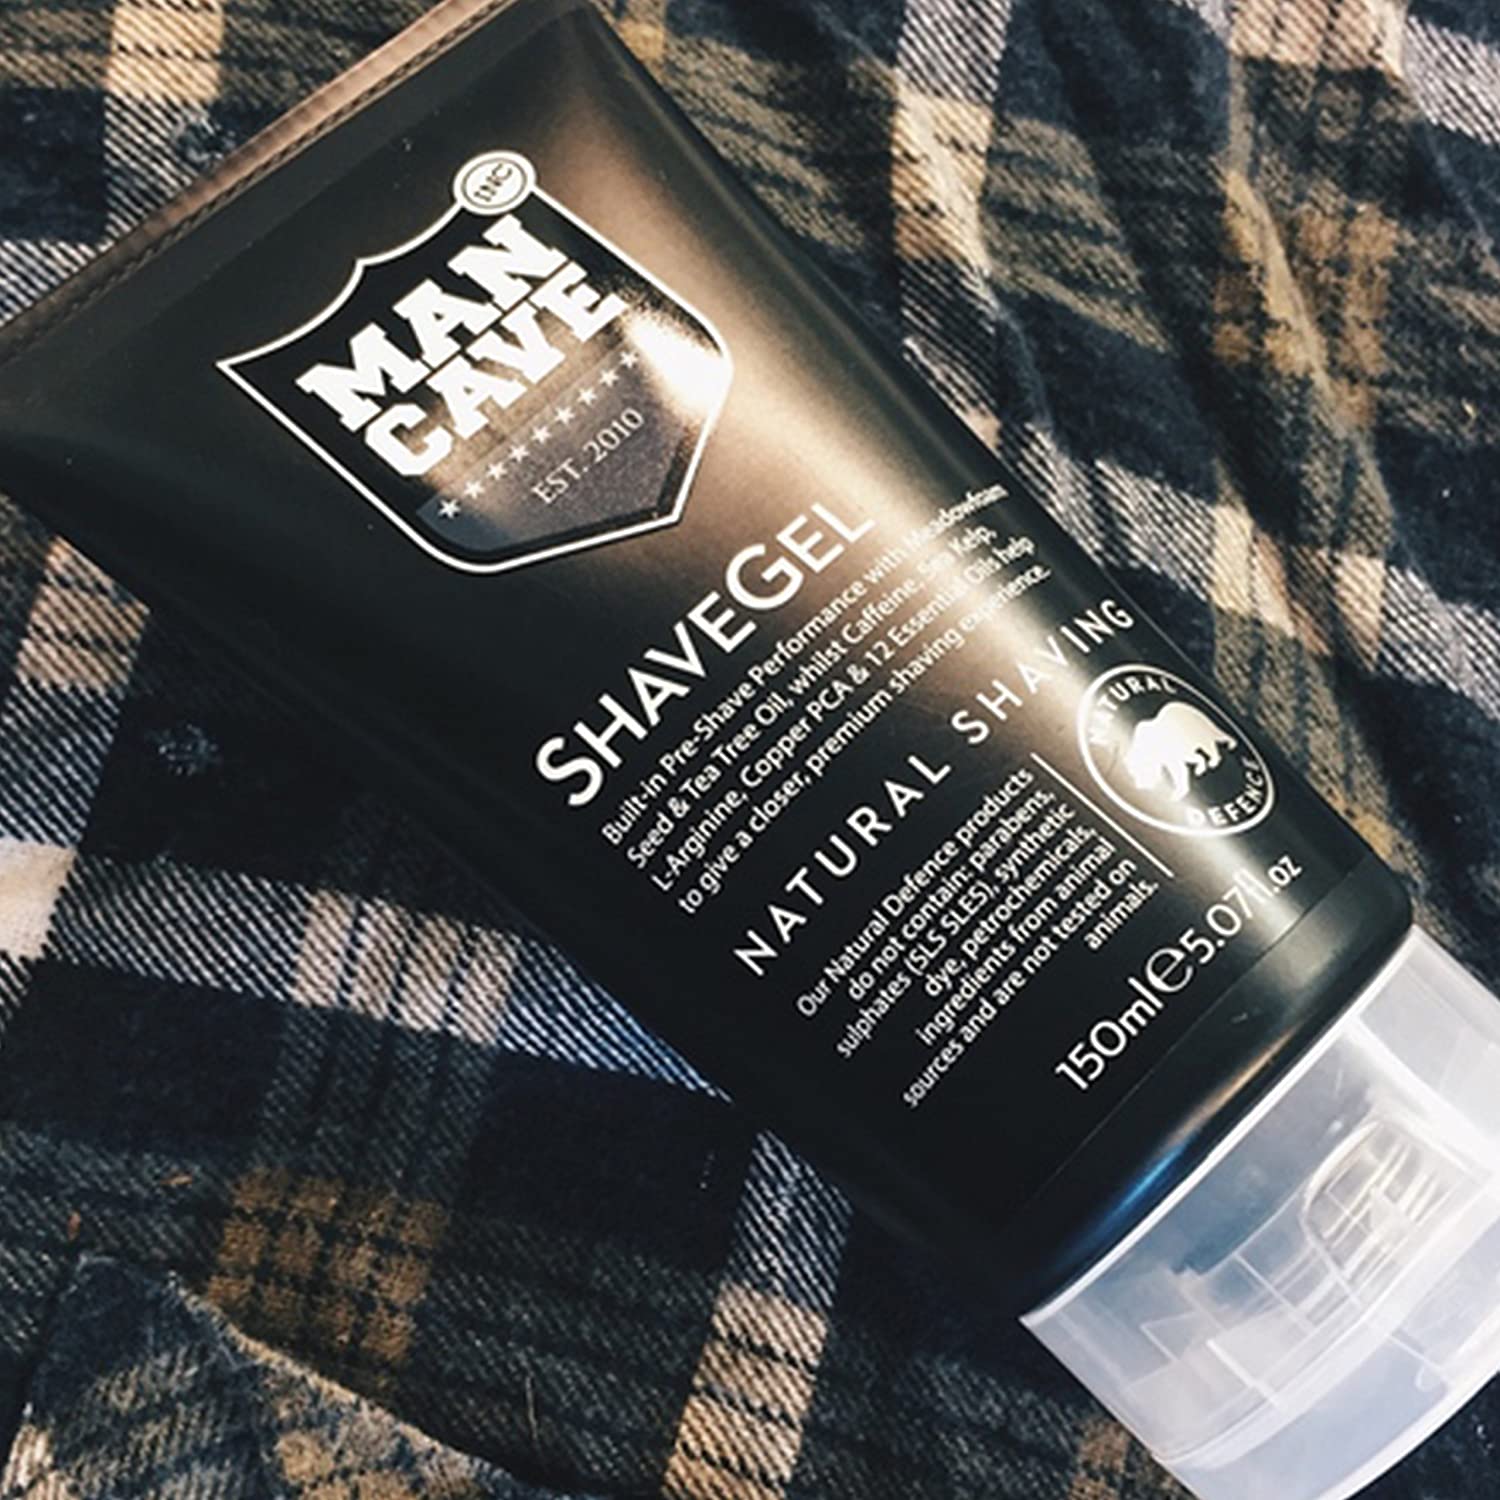 INC
MAN
CAVE
EST. 2010
SHAVEGEL
Built-in Pre-Shave Performance with Meadowfoam
Seed & Tea Tree Oil, whilst Caffeine, Sea Kelp,
L-Arginine, Copper PCA & 12 Essential Oils help
to give a closer, premium shaving experience.
NATURAL SHAVING
Our Natural Defence products
do not contain: parabens,
sulphates (SLS SLES), synthetic
dye, petrochemicals,
ingredients from animal
sources and are not tested on
animals.
NATURAL
DEFENCE
150ml e 5.07fl.oz